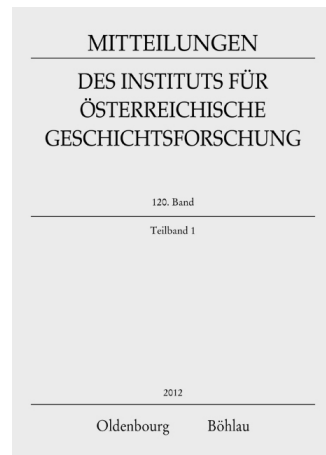 MITTEILUNGEN
DES INSTITUTS FÜR
ÖSTERREICHISCHE
GESCHICHTSFORSCHUNG
120. Band
Teilband 1
2012
Oldenbourg Böhlau